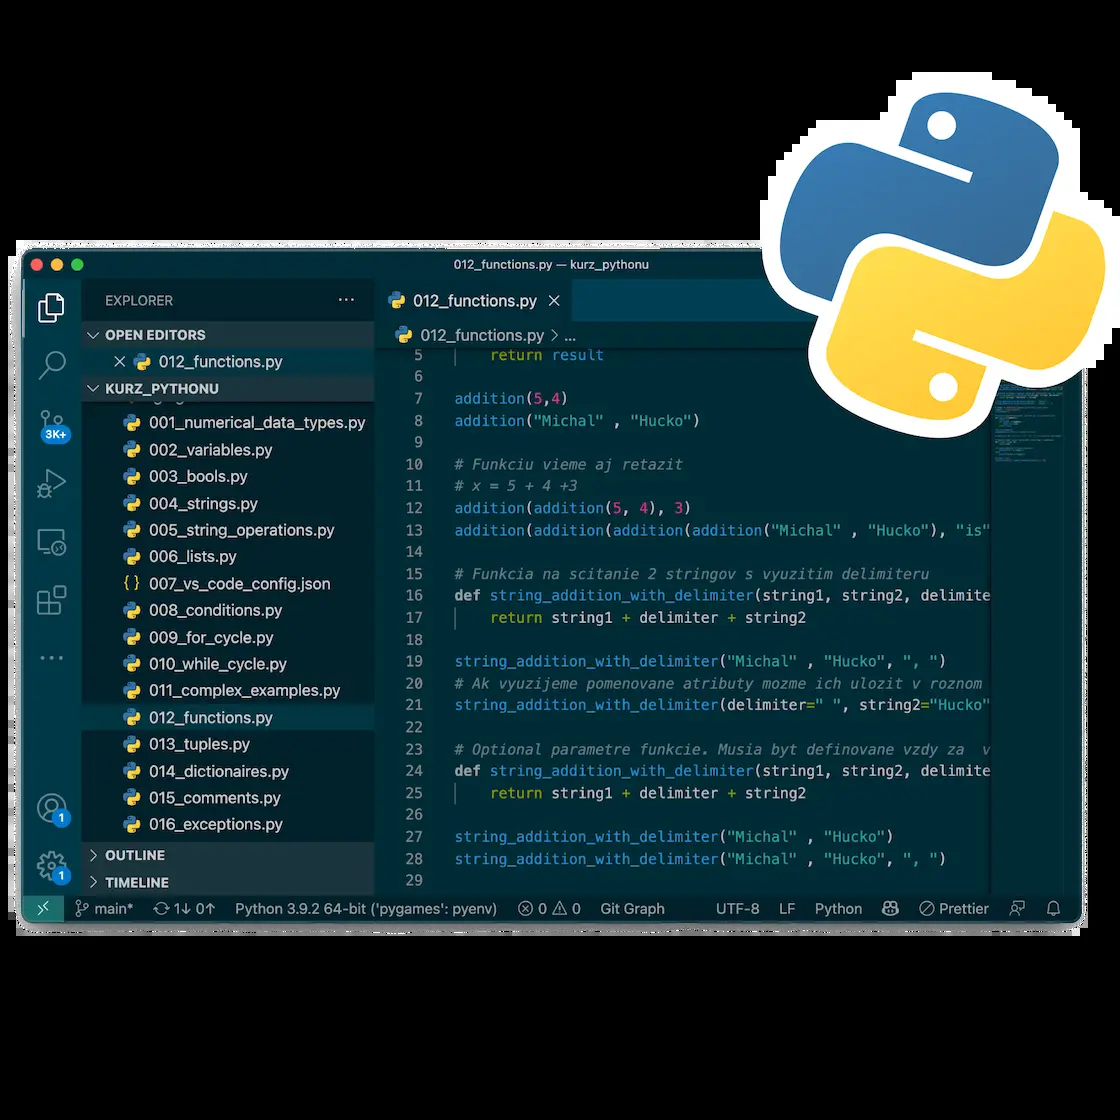 012_functions.py — kurz_pythonu
EXPLORER ...
OPEN EDITORS
012_functions.py
KURZ_PYTHONU
001_numerical_data_types.py
002_variables.py
003_bools.py
004_strings.py
005_string_operations.py
006_lists.py
{} 007_vs_code_config.json
008_conditions.py
009_for_cycle.py
010_while_cycle.py
011_complex_examples.py
012_functions.py
013_tuples.py
014_dictionaires.py
015_comments.py
016_exceptions.py
OUTLINE
TIMELINE
3K+
1
1
012_functions.py
012_functions.py > ...
5 return result
6
7 addition(5,4)
8 addition("Michal" , "Hucko")
9
10 # Funkciu vieme aj retazit
11 # x = 5 + 4 +3
12 addition(addition(5, 4), 3)
13 addition(addition(addition(addition("Michal" , "Hucko"), "is"
14
15 # Funkcia na scitanie 2 stringov s vyuzitim delimiteru
16 def string_addition_with_delimiter(string1, string2, delimite
17 return string1 + delimiter + string2
18
19 string_addition_with_delimiter("Michal" , "Hucko", ", ")
20 # Ak vyuzijeme pomenovane atributy mozme ich ulozit v roznom
21 string_addition_with_delimiter(delimiter=" ", string2="Hucko"
22
23 # Optional parametre funkcie. Musia byt definovane vzdy za v
24 def string_addition_with_delimiter(string1, string2, delimite
25 return string1 + delimiter + string2
26
27 string_addition_with_delimiter("Michal" , "Hucko")
28 string_addition_with_delimiter("Michal" , "Hucko", ", ")
29
main* 1↓ 0↑ Python 3.9.2 64-bit ('pygames': pyenv) 0 0 Git Graph UTF-8 LF Python Prettier